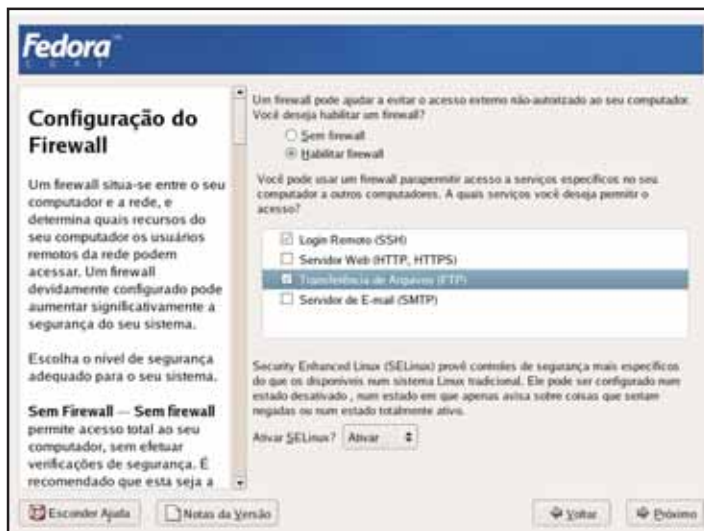 Fedora™
CORE
Configuração do
Firewall
Um firewall situa-se entre o seu
computador e a rede, e
determina quais recursos do
seu computador os usuários
remotos da rede podem
acessar. Um firewall
devidamente configurado pode
aumentar significativamente a
segurança do seu sistema.
Escolha o nível de segurança
adequado para o seu sistema.
Sem Firewall — Sem firewall
permite acesso total ao seu
computador, sem efetuar
verificações de segurança. É
recomendado que esta seja a
Um firewall pode ajudar a evitar o acesso externo não-autorizado ao seu computador.
Você deseja habilitar um firewall?
Sem firewall
Habilitar firewall
Você pode usar um firewall parapermitir acesso a serviços específicos no seu
computador a outros computadores. A quais serviços você deseja permitir o
acesso?
Login Remoto (SSH)
Servidor Web (HTTP, HTTPS)
Transferência de Arquivos (FTP)
Servidor de E-mail (SMTP)
Security Enhanced Linux (SELinux) provê controles de segurança mais específicos
do que os disponíveis num sistema Linux tradicional. Ele pode ser configurado num
estado desativado , num estado em que apenas avisa sobre coisas que seriam
negadas ou num estado totalmente ativo.
Ativar SELinux? Ativar
Esconder Ajuda
Notas da Versão
Voltar
Próximo